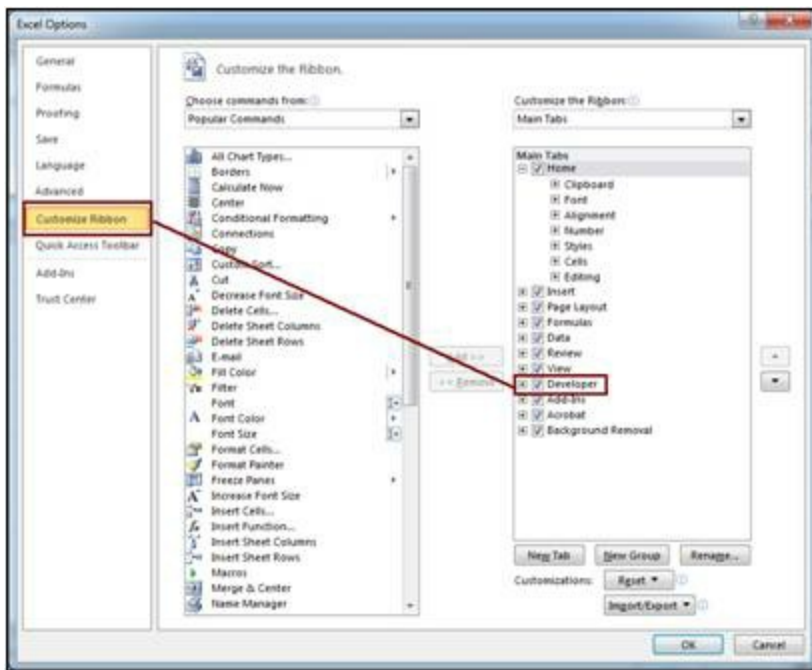 Excel Options
General
Formulas
Proofing
Save
Language
Advanced
Customize Ribbon
Quick Access Toolbar
Add-Ins
Trust Center
Customize the Ribbon.
Choose commands from:
Popular Commands
All Chart Types...
Borders
Calculate Now
Center
Conditional Formatting
Connections
Copy
Custom Sort...
Cut
Decrease Font Size
Delete Cells...
Delete Sheet Columns
Delete Sheet Rows
E-mail
Fill Color
Filter
Font
Font Color
Font Size
Format Cells...
Format Painter
Freeze Panes
Increase Font Size
Insert Cells...
Insert Function...
Insert Sheet Columns
Insert Sheet Rows
Macros
Merge & Center
Name Manager
Add >>
<< Remove
Customize the Ribbon:
Main Tabs
Main Tabs
Home
Clipboard
Font
Alignment
Number
Styles
Cells
Editing
Insert
Page Layout
Formulas
Data
Review
View
Developer
Add-Ins
Acrobat
Background Removal
New Tab
New Group
Rename...
Customizations:
Reset
Import/Export
OK
Cancel